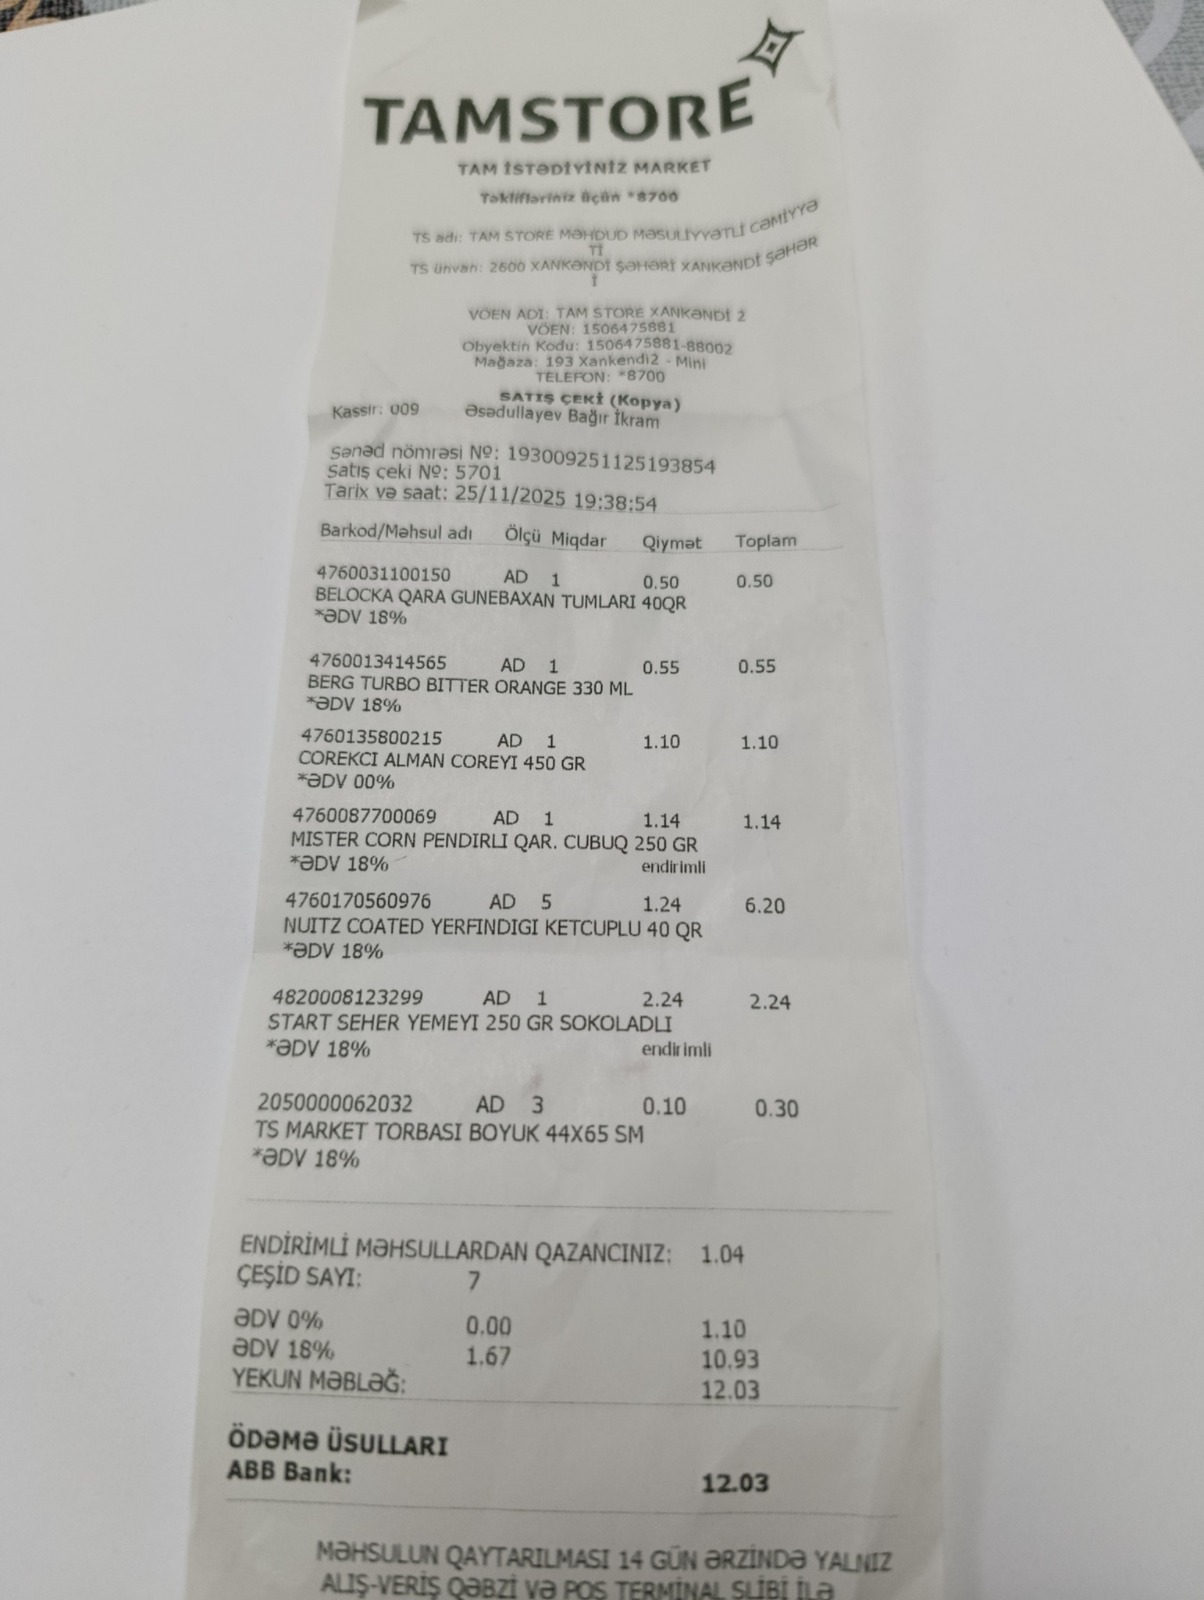 TAMSTORE
TAM İSTƏDİYİNİZ MARKET
Təklifləriniz üçün *8700
TS adı: TAM STORE MƏHDUD MƏSULİYYƏTLİ CƏMİYYƏ
Tİ
TS ünvan: 2600 XANKƏNDİ ŞƏHƏRİ XANKƏNDİ ŞƏHƏR
İ
VÖEN ADI: TAM STORE XANKƏNDİ 2
VÖEN: 1506475881
Obyektin Kodu: 1506475881-88002
Mağaza: 193 Xankendi2 - Mini
TELEFON: *8700
SATIŞ ÇEKİ (Kopya)
Kassir: 009 Əsədullayev Bağır İkram
Sənəd nömrəsi №: 193009251125193854
Satış çeki №: 5701
Tarix və saat: 25/11/2025 19:38:54
Barkod/Məhsul adı Ölçü Miqdar Qiymət Toplam
4760031100150 AD 1 0.50 0.50
BELOCKA QARA GUNEBAXAN TUMLARI 40QR
*ƏDV 18%
4760013414565 AD 1 0.55 0.55
BERG TURBO BITTER ORANGE 330 ML
*ƏDV 18%
4760135800215 AD 1 1.10 1.10
COREKCI ALMAN COREYI 450 GR
*ƏDV 00%
4760087700069 AD 1 1.14 1.14
MISTER CORN PENDIRLI QAR. CUBUQ 250 GR
*ƏDV 18% endirimli
4760170560976 AD 5 1.24 6.20
NUITZ COATED YERFINDIGI KETCUPLU 40 QR
*ƏDV 18%
4820008123299 AD 1 2.24 2.24
START SEHER YEMEYI 250 GR SOKOLADLI
*ƏDV 18% endirimli
2050000062032 AD 3 0.10 0.30
TS MARKET TORBASI BOYUK 44X65 SM
*ƏDV 18%
ENDİRİMLİ MƏHSULLARDAN QAZANCINIZ: 1.04
ÇEŞİD SAYI: 7
ƏDV 0% 0.00 1.10
ƏDV 18% 1.67 10.93
YEKUN MƏBLƏĞ: 12.03
ÖDƏMƏ ÜSULLARI
ABB Bank: 12.03
MƏHSULUN QAYTARILMASI 14 GÜN ƏRZİNDƏ YALNIZ
ALIŞ-VERİŞ QƏBZİ VƏ POS TERMİNAL SLİBİ İLƏ